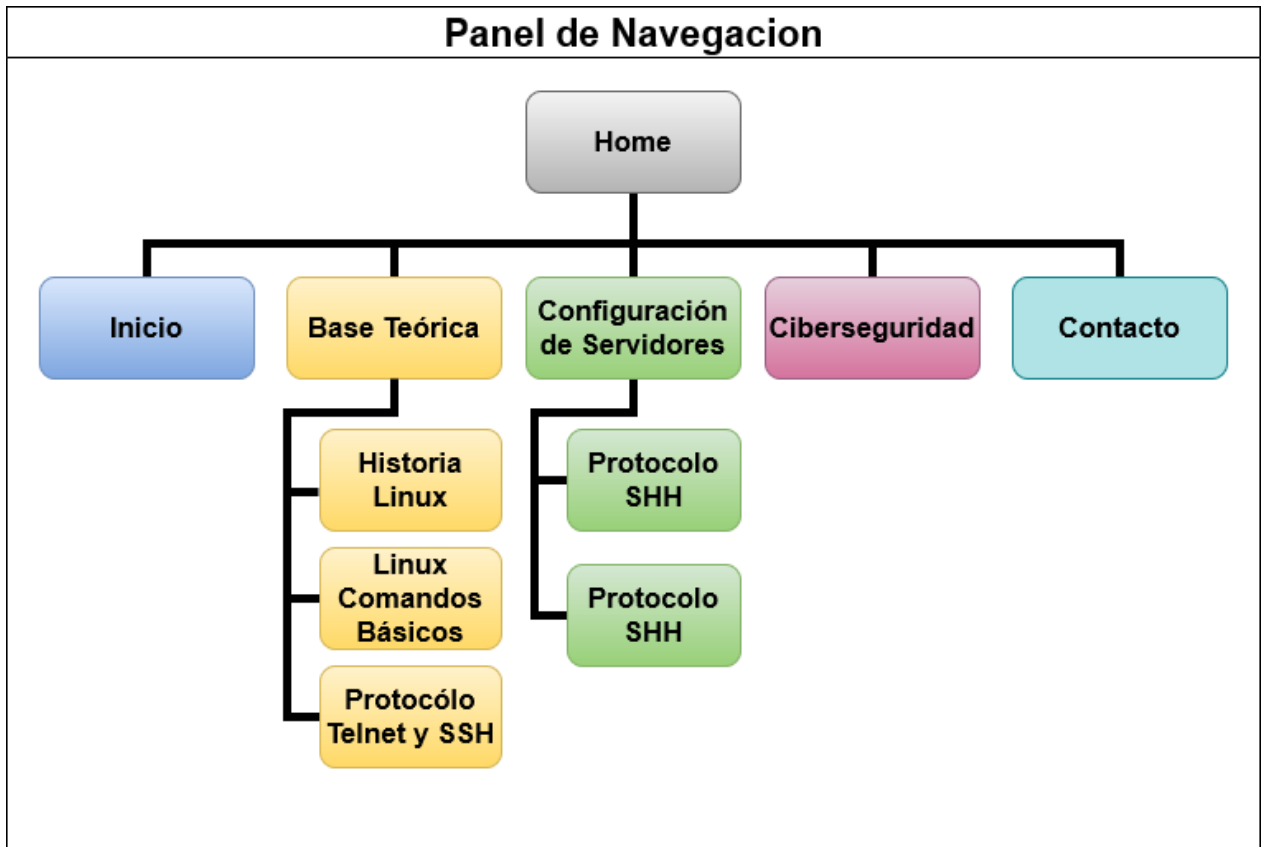 Panel de Navegacion
Home
Inicio
Base Teórica
Configuración
de Servidores
Ciberseguridad
Contacto
Historia
Linux
Linux
Comandos
Básicos
Protocólo
Telnet y SSH
Protocolo
SHH
Protocolo
SHH